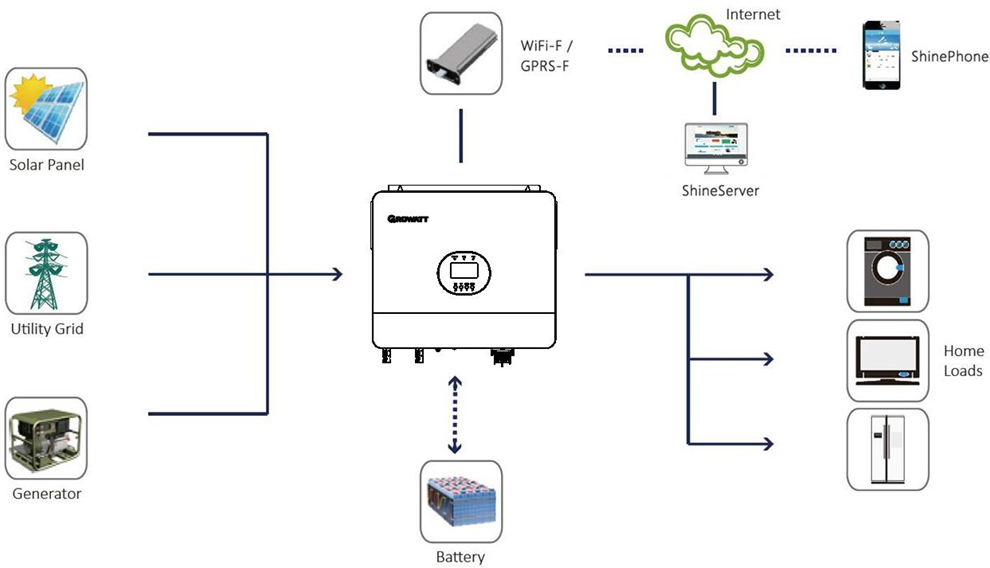 Internet
WiFi-F /
GPRS-F
ShinePhone
Solar Panel
ShineServer
GROWATT
Utility Grid
Home
Loads
Generator
Battery